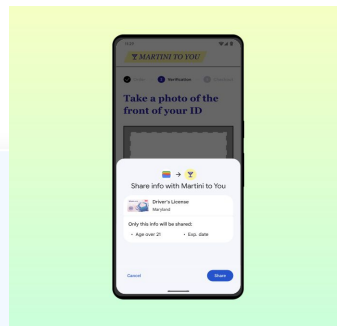 MARTINI TO YOU
Verification
Take a photo of the
front of your ID
Share info with Martini to You
Driver's License
Maryland
Only this info will be shared:
• Age over 21 • Exp. date
Cancel Share